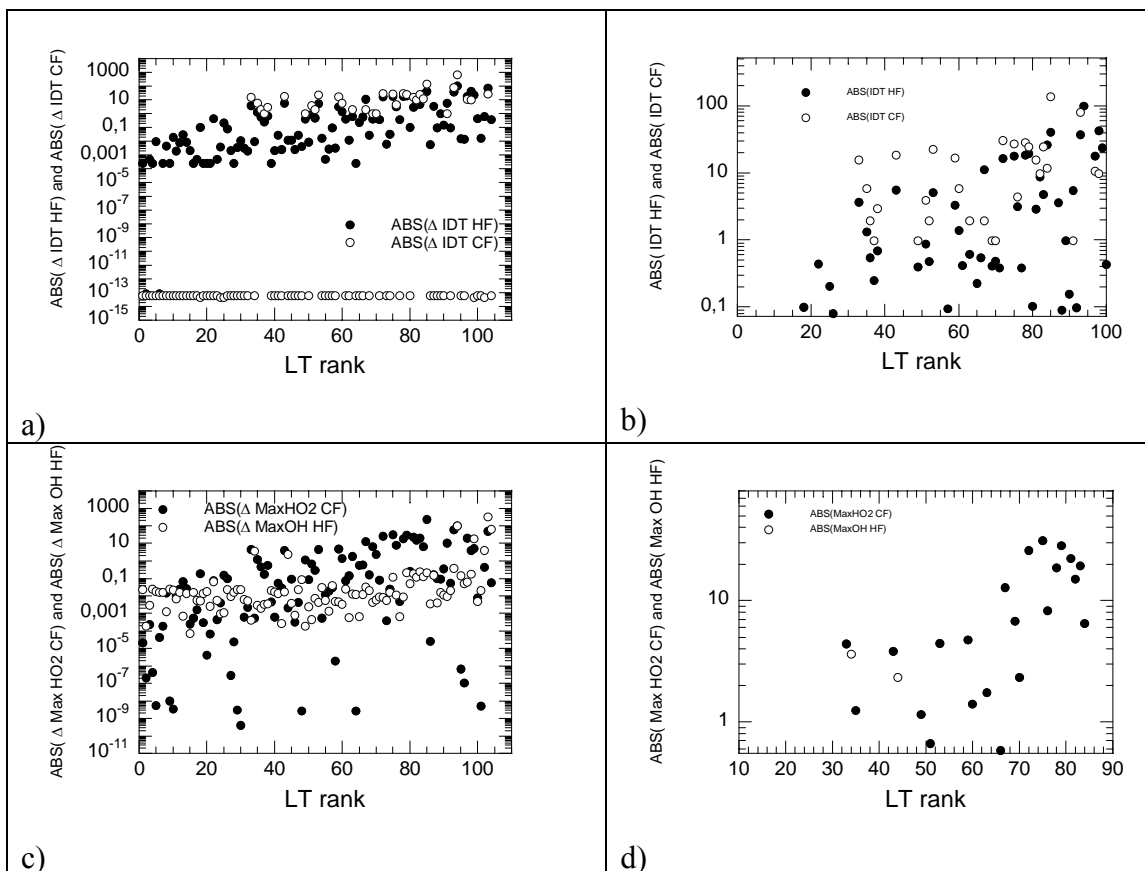 ABS( Δ IDT HF) and ABS( Δ IDT CF)
1000
10
0,1
0,001
10-5
10-7
10-9
10-11
10-13
10-15
ABS(Δ IDT HF)
ABS(Δ IDT CF)
0 20 40 60 80 100
LT rank
a)
ABS( IDT HF) and ABS( IDT CF)
100
10
1
0,1
ABS(IDT HF)
ABS(IDT CF)
0 20 40 60 80 100
LT rank
b)
ABS( Δ Max HO2 CF) and ABS( Δ Max OH HF)
1000
10
0,1
0,001
10-5
10-7
10-9
10-11
ABS(Δ MaxHO2 CF)
ABS(Δ MaxOH HF)
0 20 40 60 80 100
LT rank
c)
ABS( Max HO2 CF) and ABS( Max OH HF)
10
1
ABS(MaxHO2 CF)
ABS(MaxOH HF)
10 20 30 40 50 60 70 80 90
LT rank
d)